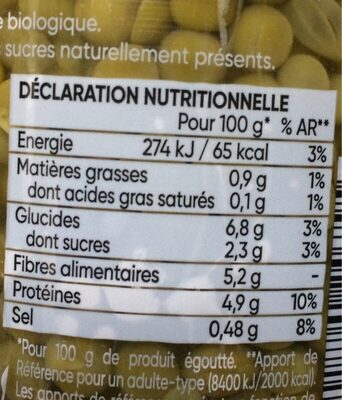 biologique.
sucres naturellement présents.
DÉCLARATION NUTRITIONNELLE
Pour 100 g* % AR**
Energie 274 kJ / 65 kcal 3%
Matières grasses 0,9 g 1%
dont acides gras saturés 0,1 g 1%
Glucides 6,8 g 3%
dont sucres 2,3 g 3%
Fibres alimentaires 5,2 g -
Protéines 4,9 g 10%
Sel 0,48 g 8%
*Pour 100 g de produit égoutté. **Apport de
Référence pour un adulte-type (8400 kJ/2000 kcal).
Les apports de